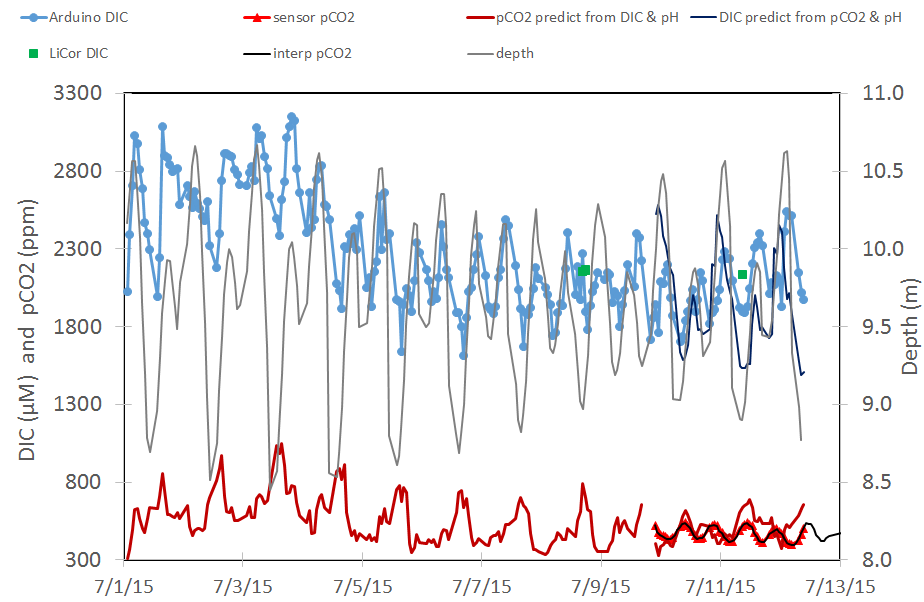 Arduino DIC sensor pCO2 pCO2 predict from DIC & pH DIC predict from pCO2 & pH
LiCor DIC interp pCO2 depth
3300 11.0
2800 10.5
2300 10.0
1800 9.5
1300 9.0
800 8.5
300 8.0
DIC (µM) and pCO2 (ppm)
Depth (m)
7/1/15 7/3/15 7/5/15 7/7/15 7/9/15 7/11/15 7/13/15